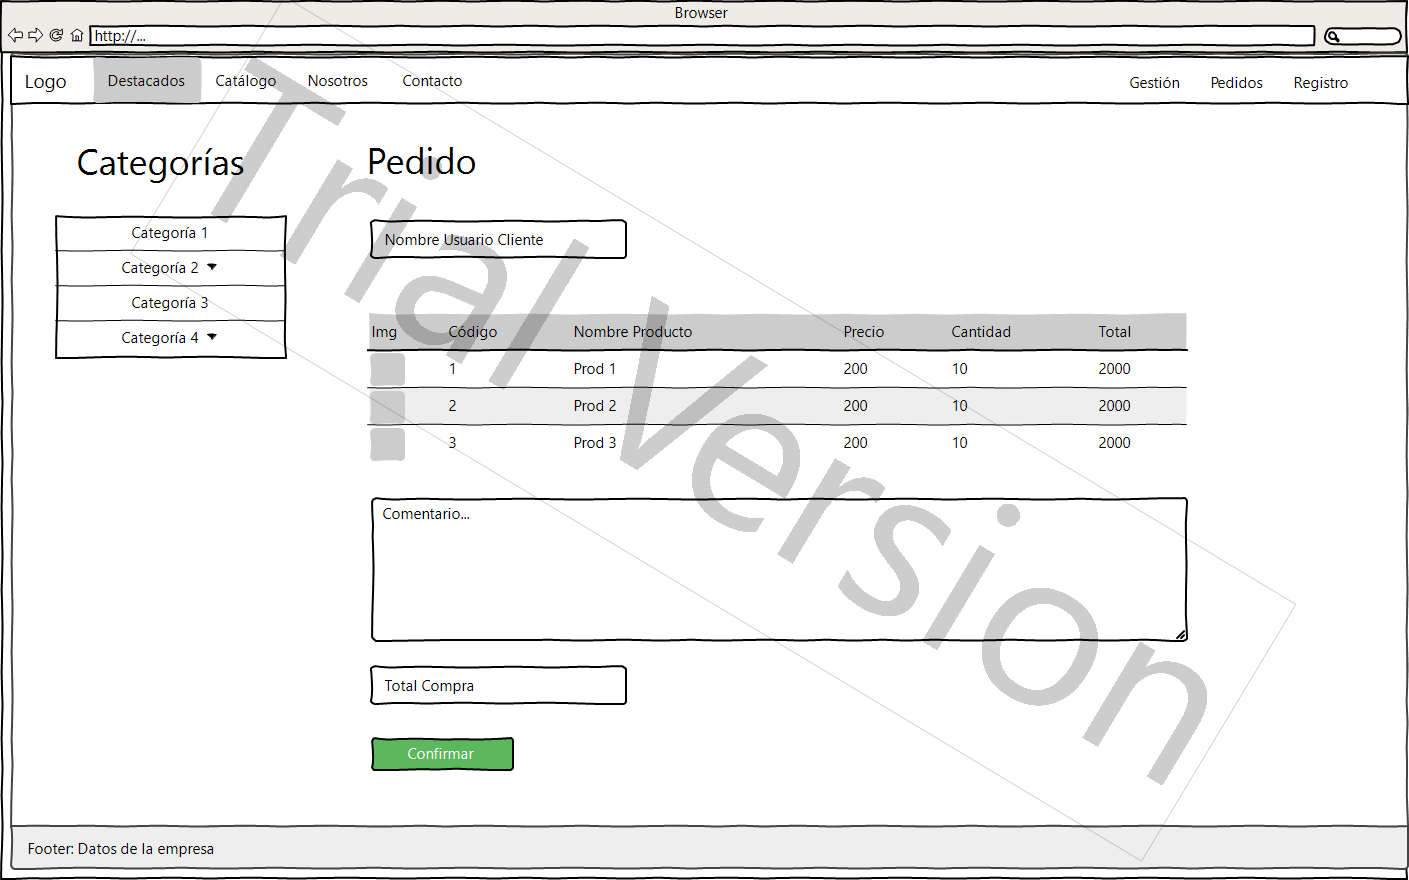 Browser
http://...
Logo Destacados Catálogo Nosotros Contacto Gestión Pedidos Registro
Categorías
Categoría 1
Categoría 2
Categoría 3
Categoría 4
Pedido
Nombre Usuario Cliente
Img Código Nombre Producto Precio Cantidad Total
1 Prod 1 200 10 2000
2 Prod 2 200 10 2000
3 Prod 3 200 10 2000
Comentario...
Total Compra
Confirmar
Footer: Datos de la empresa
Trial Version